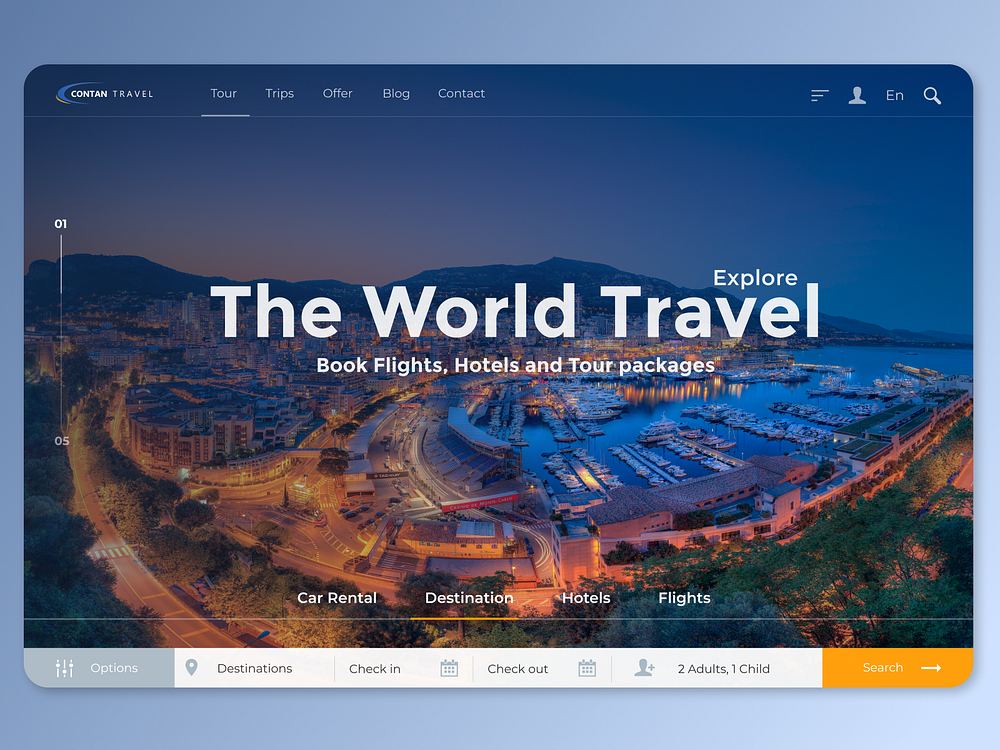 CONTAN TRAVEL
Tour Trips Offer Blog Contact
En
01
Explore
The World Travel
Book Flights, Hotels and Tour packages
05
Car Rental Destination Hotels Flights
Options Destinations Check in Check out 2 Adults, 1 Child Search